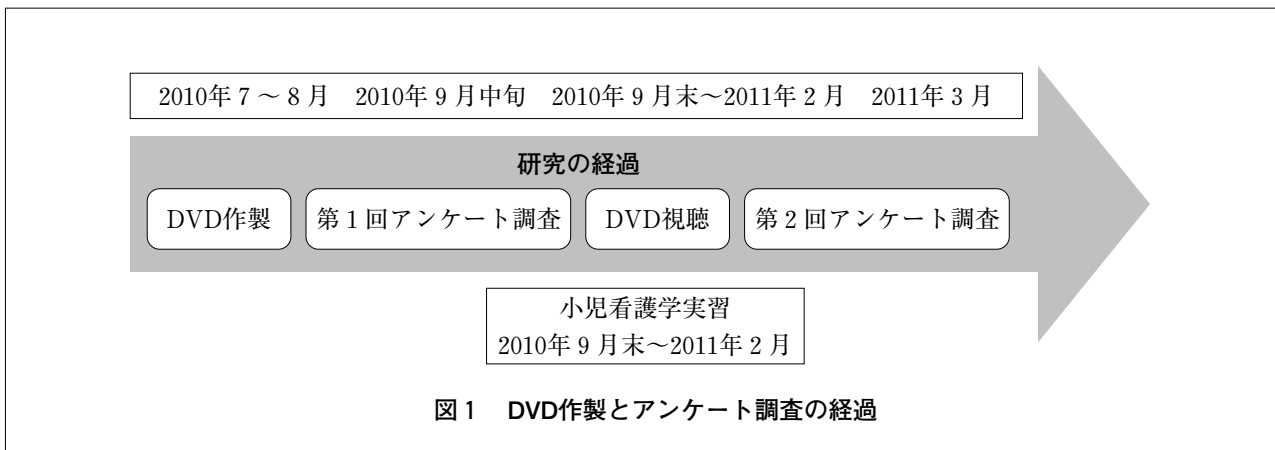 2010年7～8月　2010年9月中旬　2010年9月末～2011年2月　2011年3月
研究の経過
DVD作製　第1回アンケート調査　DVD視聴　第2回アンケート調査
小児看護学実習
2010年9月末～2011年2月
図1　DVD作製とアンケート調査の経過